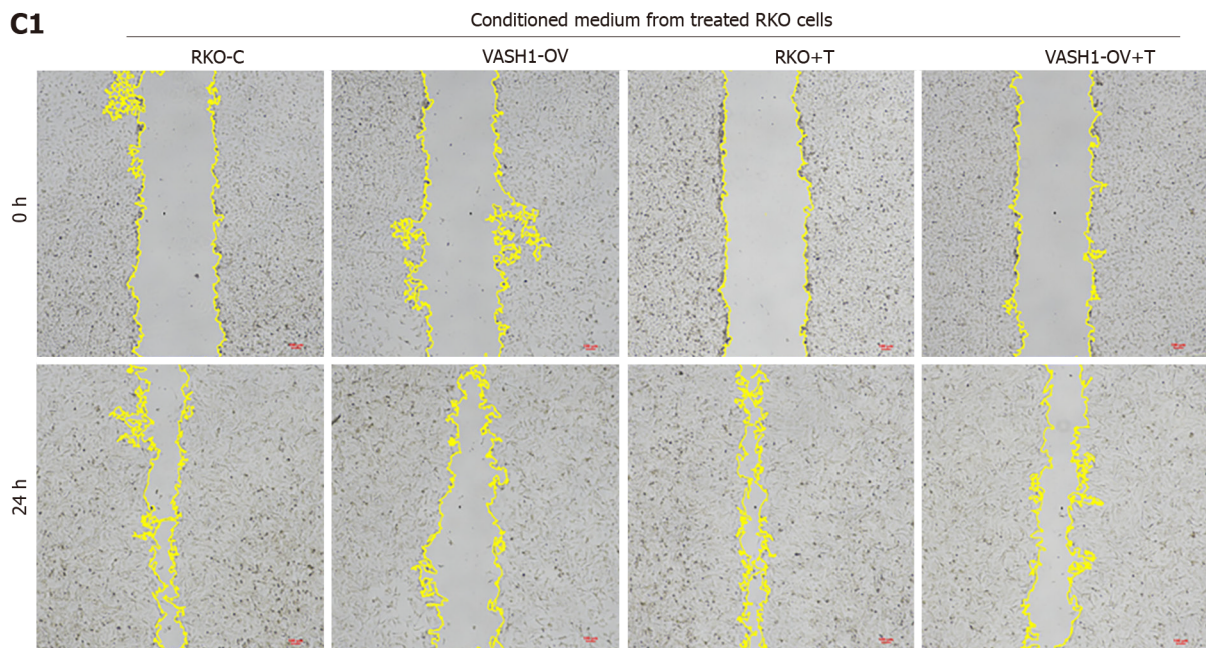 C1
Conditioned medium from treated RKO cells
RKO-C VASH1-OV RKO+T VASH1-OV+T
0 h
24 h